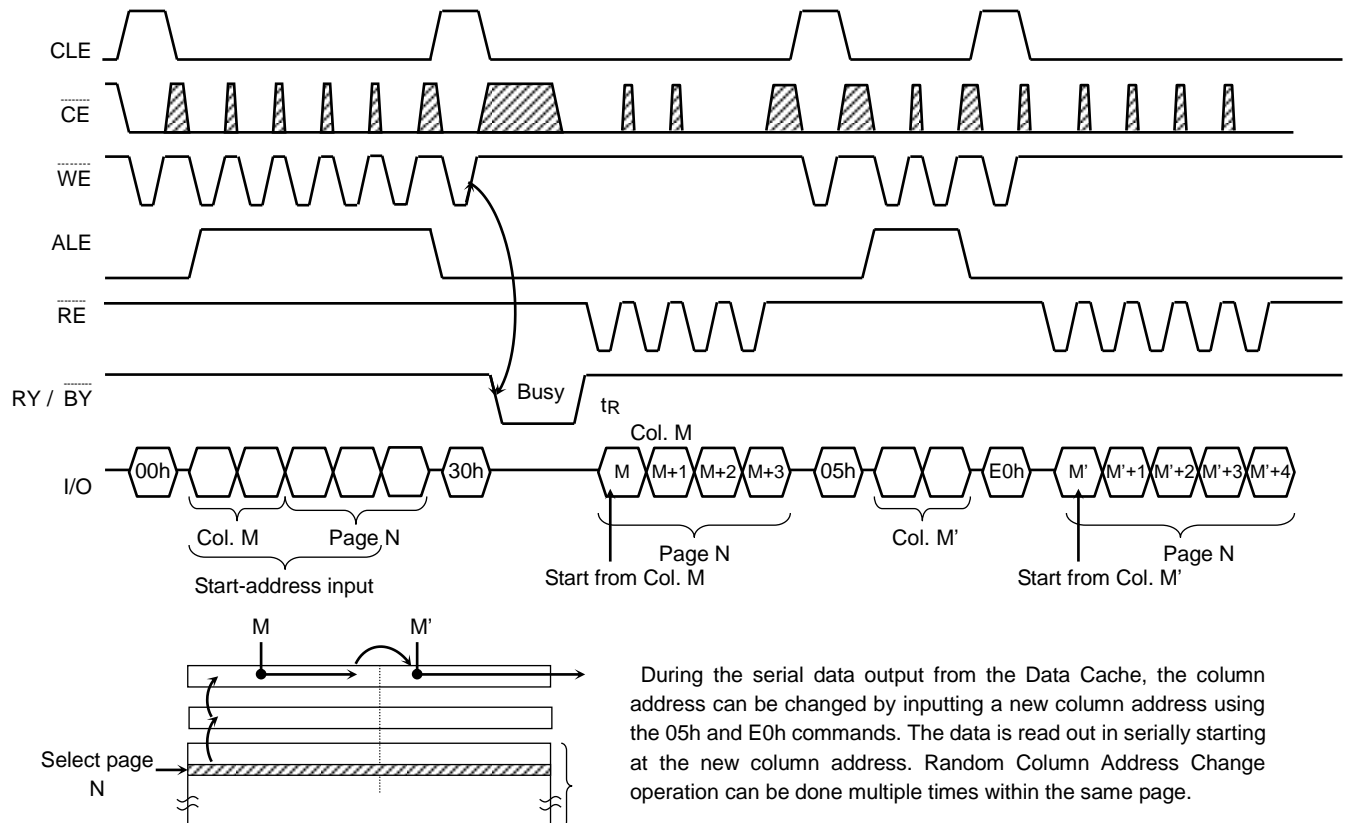 CLE
CE
WE
ALE
RE
RY / BY
Busy
tR
Col. M
I/O
00h
30h
M
M+1
M+2
M+3
05h
E0h
M’
M’+1
M’+2
M’+3
M’+4
Col. M
Page N
Start-address input
Page N
Start from Col. M
Col. M’
Page N
Start from Col. M’
M
M’
Select page
N
During the serial data output from the Data Cache, the column
address can be changed by inputting a new column address using
the 05h and E0h commands. The data is read out in serially starting
at the new column address. Random Column Address Change
operation can be done multiple times within the same page.